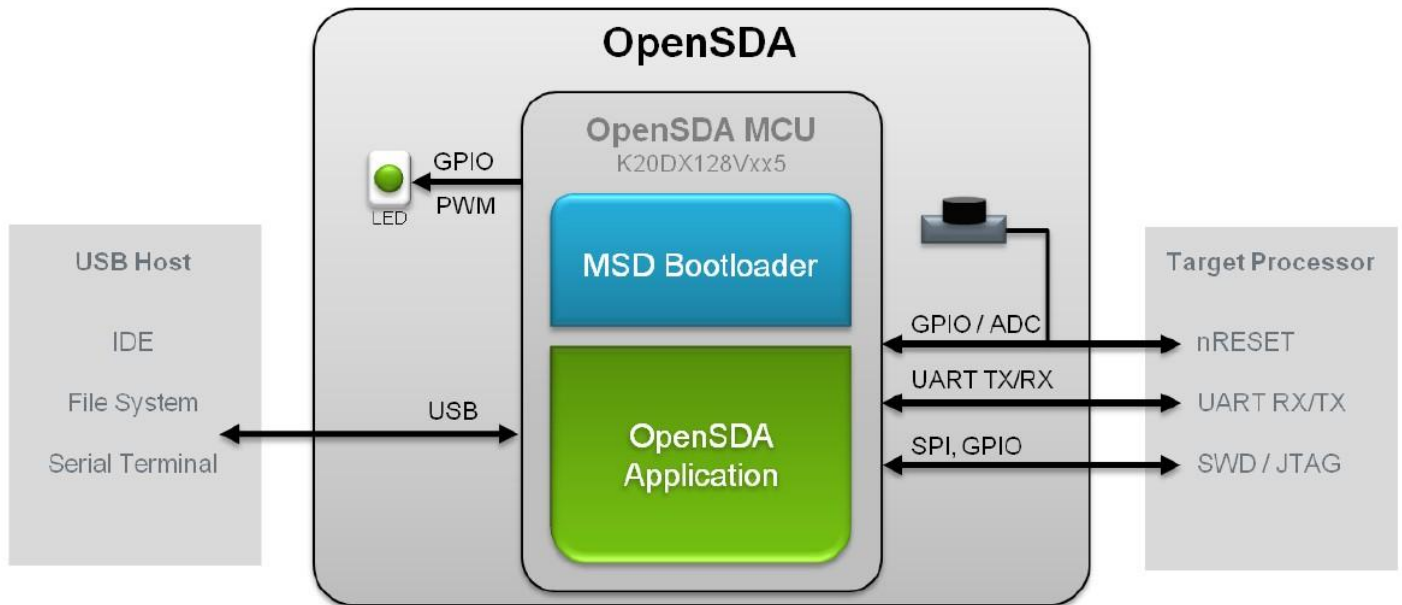 OpenSDA
OpenSDA MCU
K20DX128Vxx5
GPIO
PWM
LED
MSD Bootloader
USB Host
IDE
File System
Serial Terminal
USB
OpenSDA
Application
GPIO / ADC
UART TX/RX
SPI, GPIO
Target Processor
nRESET
UART RX/TX
SWD / JTAG